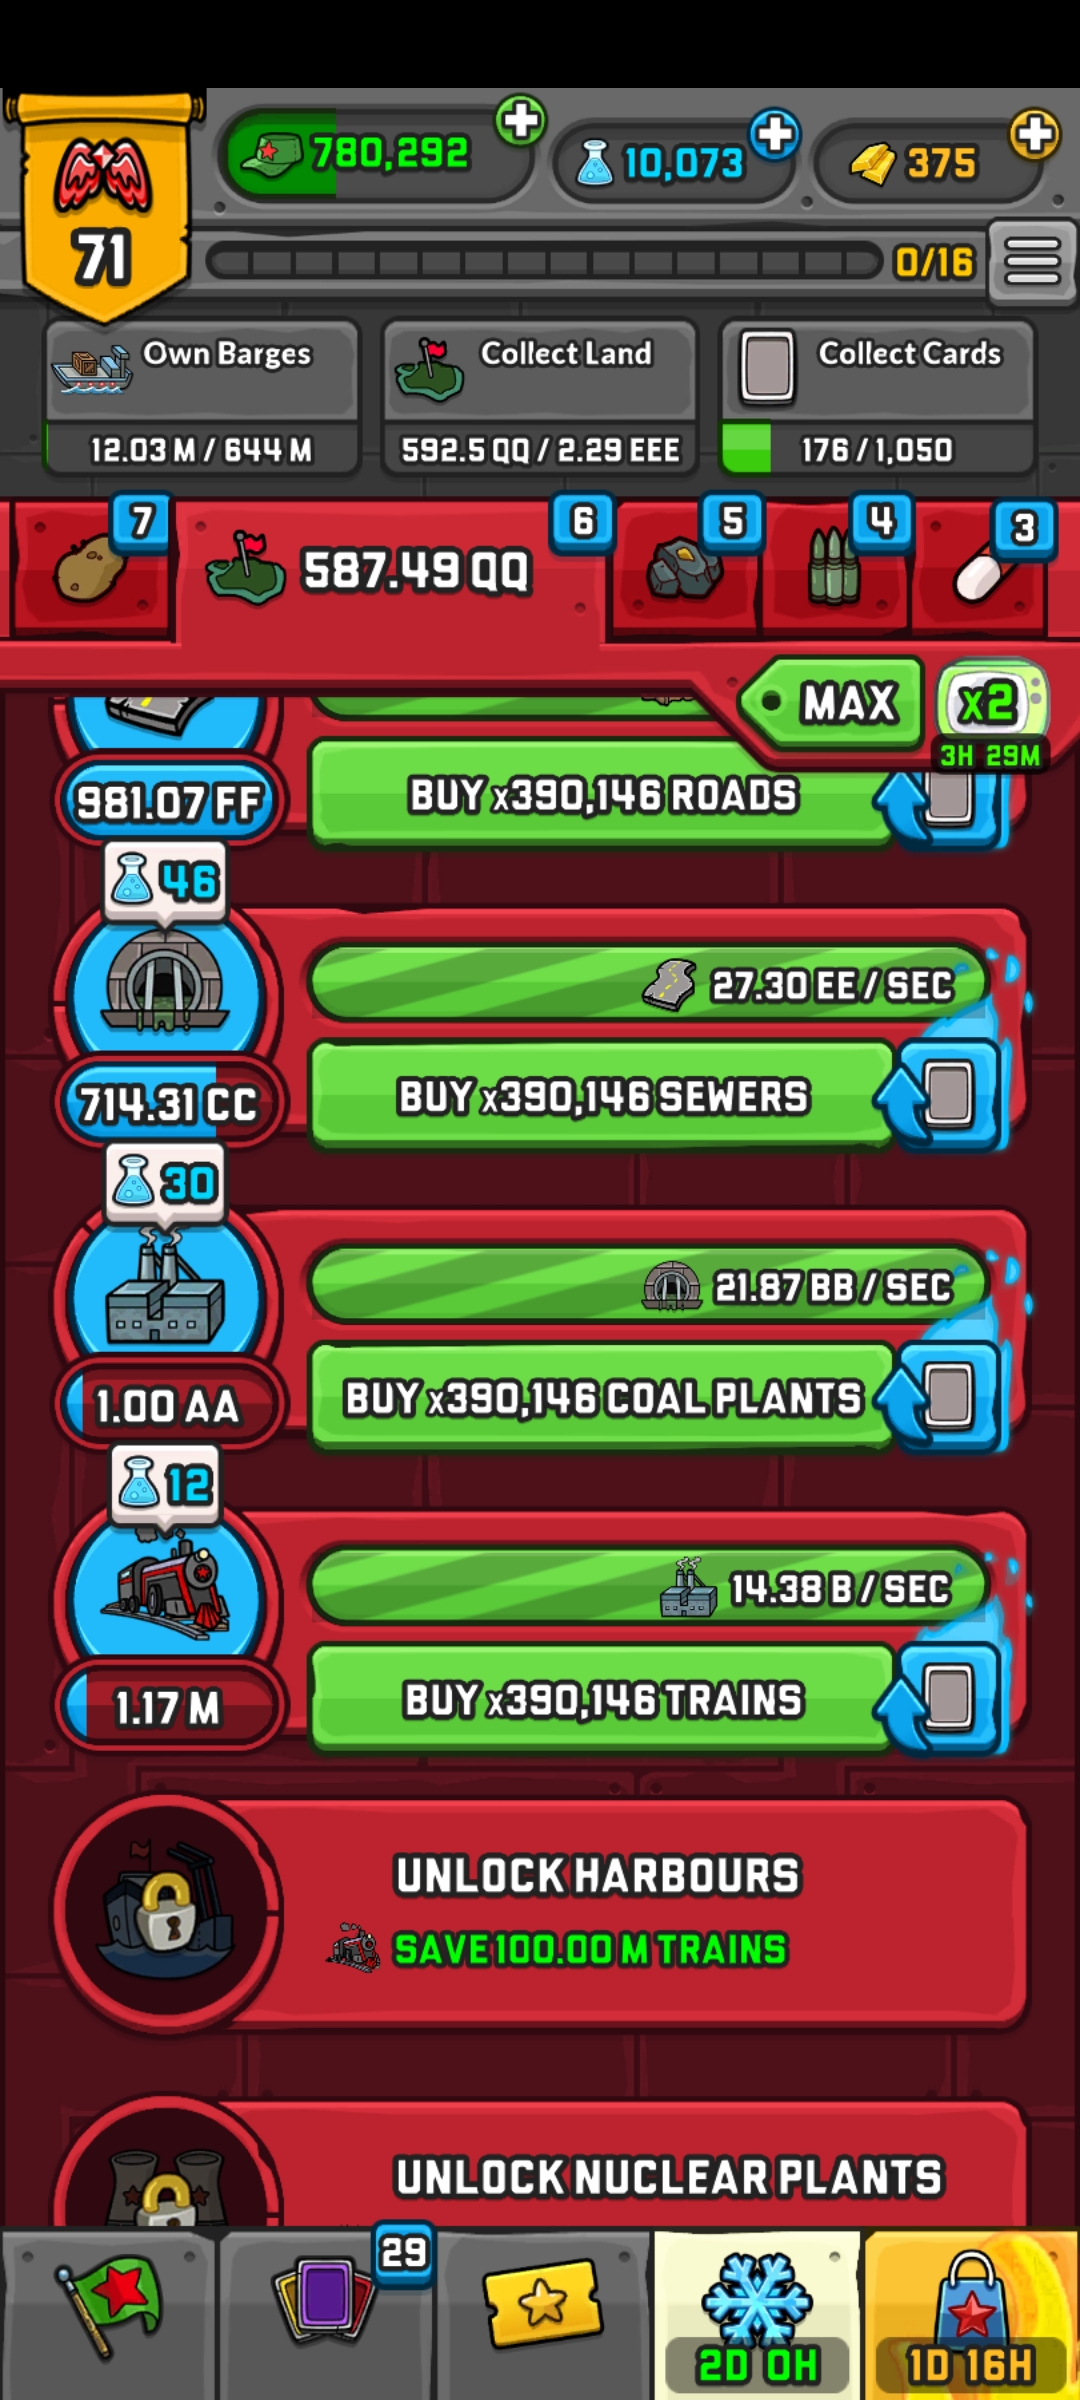 780,292
10,073
375
71
0/16
Own Barges
Collect Land
Collect Cards
12.03 M / 644 M
592.5 QQ / 2.29 EEE
176 / 1,050
7
587.49 QQ
6
5
4
3
MAX
x2
3H 29M
981.07 FF
BUY x390,146 ROADS
46
27.30 EE / SEC
714.31 CC
BUY x390,146 SEWERS
30
21.87 BB / SEC
1.00 AA
BUY x390,146 COAL PLANTS
12
14.38 B / SEC
1.17 M
BUY x390,146 TRAINS
UNLOCK HARBOURS
SAVE 100.00 M TRAINS
UNLOCK NUCLEAR PLANTS
29
2D 0H
1D 16H